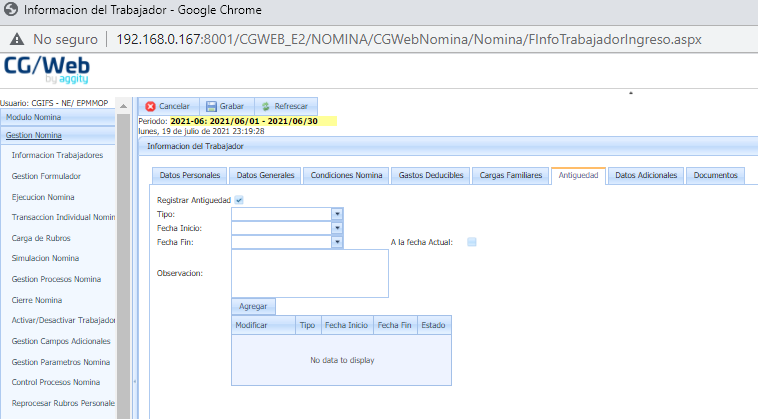 Informacion del Trabajador - Google Chrome
No seguro 192.168.0.167:8001/CGWEB_E2/NOMINA/CGWebNomina/Nomina/FInfoTrabajadorIngreso.aspx
CG/Web
by aggity
Usuario: CGIFS - NE/ EPMMOP
Modulo Nomina
Gestion Nomina
Informacion Trabajadores
Gestion Formulador
Ejecucion Nomina
Transaccion Individual Nomin
Carga de Rubros
Simulacion Nomina
Gestion Procesos Nomina
Cierre Nomina
Activar/Desactivar Trabajador
Gestion Campos Adicionales
Gestion Parametros Nomina
Control Procesos Nomina
Reprocesar Rubros Personale
Cancelar Grabar Refrescar
Periodo: 2021-06: 2021/06/01 - 2021/06/30
lunes, 19 de julio de 2021 23:19:28
Informacion del Trabajador
Datos Personales Datos Generales Condiciones Nomina Gastos Deducibles Cargas Familiares Antiguedad Datos Adicionales Documentos
Registrar Antiguedad
Tipo:
Fecha Inicio:
Fecha Fin: A la fecha Actual:
Observacion:
Agregar
Modificar Tipo Fecha Inicio Fecha Fin Estado
No data to display